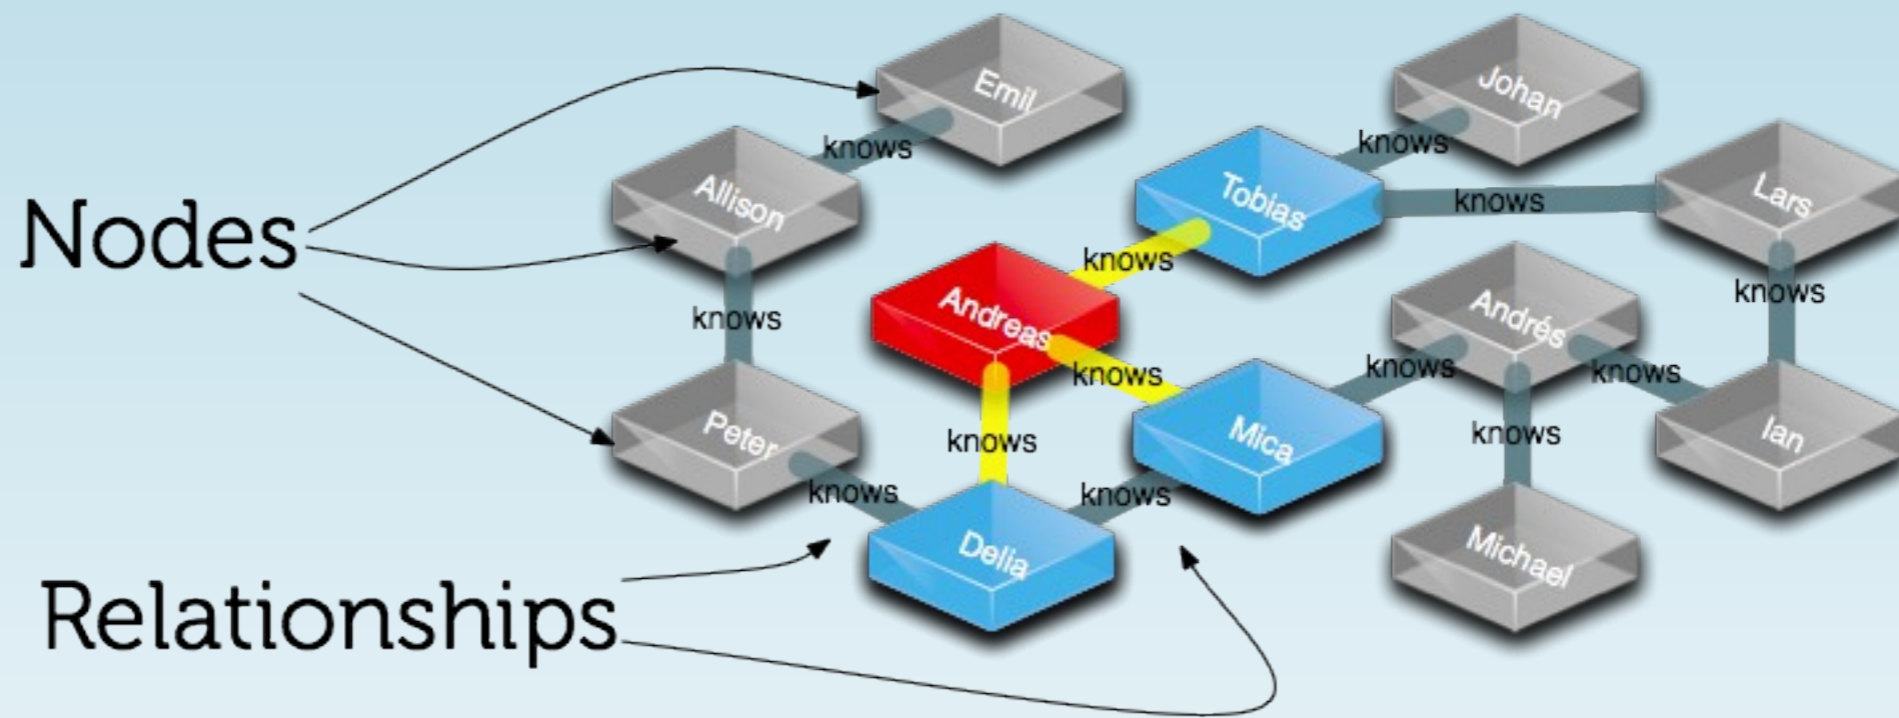 Emil
Johan
knows
knows
Allison
Tobias
Lars
knows
Nodes
knows
Andreas
Andrés
knows
knows
knows
knows
knows
Peter
knows
Mica
knows
Ian
knows
knows
Delia
Michael
Relationships